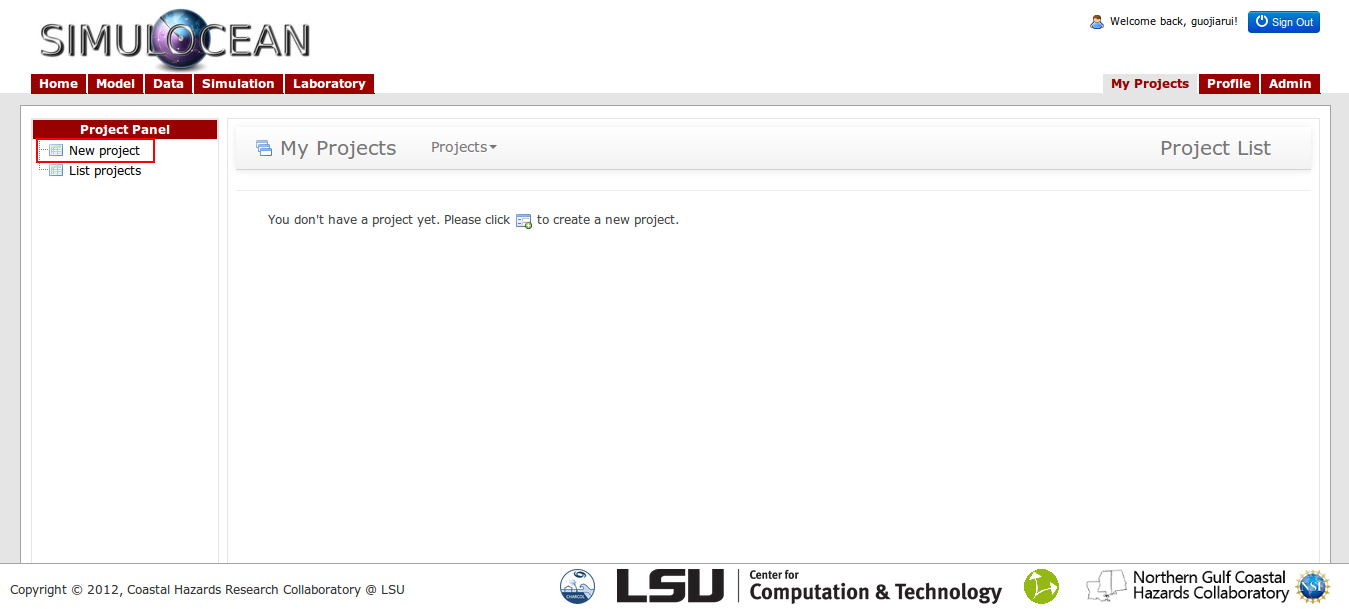 SIMULOCEAN
Welcome back, guojiarui!
Sign Out
Home Model Data Simulation Laboratory
My Projects Profile Admin
Project Panel
New project
List projects
My Projects
Projects
Project List
You don't have a project yet. Please click to create a new project.
Copyright © 2012, Coastal Hazards Research Collaboratory @ LSU
CHARCOL
LSU
Center for
Computation & Technology
Northern Gulf Coastal
Hazards Collaboratory
NSF